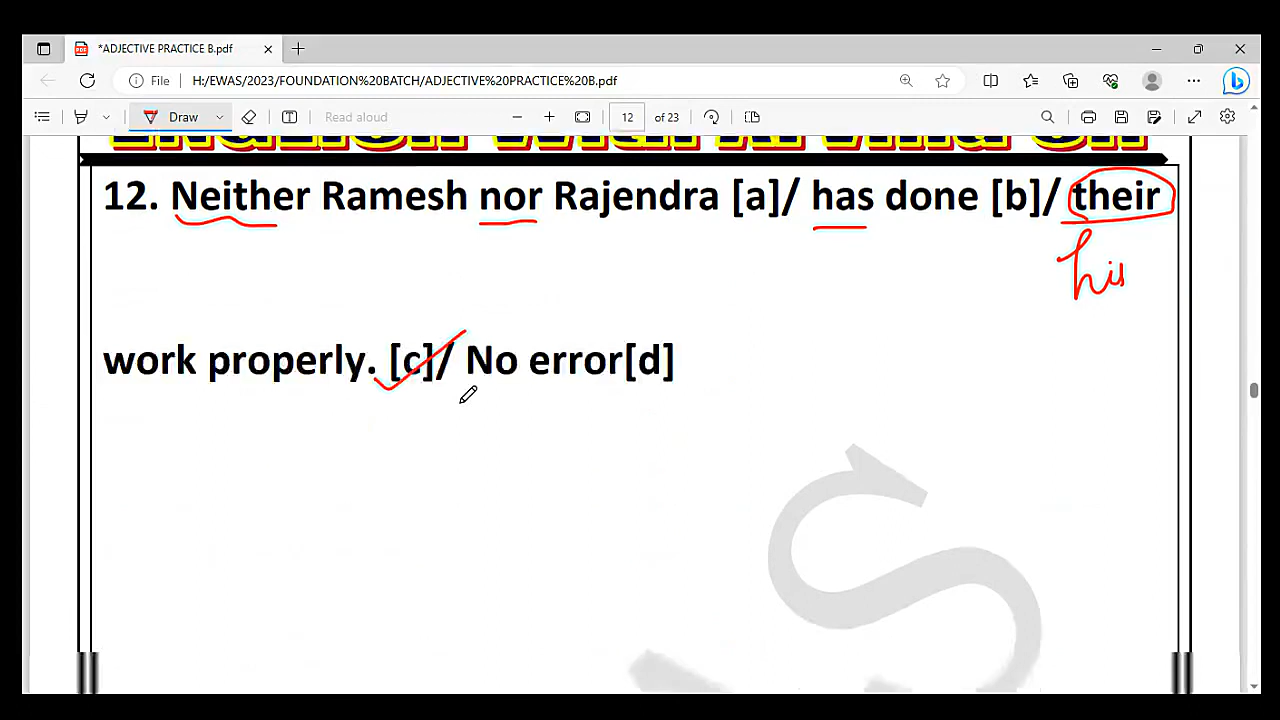 *ADJECTIVE PRACTICE B.pdf
File H:/EWAS/2023/FOUNDATION%20BATCH/ADJECTIVE%20PRACTICE%20B.pdf
Draw Read aloud 12 of 23
12. Neither Ramesh nor Rajendra [a]/ has done [b]/ their
his
work properly. [c]/ No error[d]
S